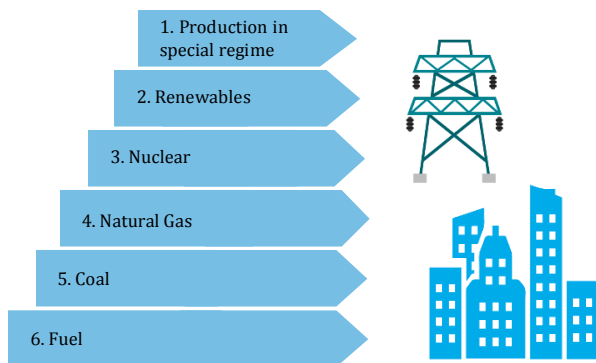 1. Production in
special regime
2. Renewables
3. Nuclear
4. Natural Gas
5. Coal
6. Fuel